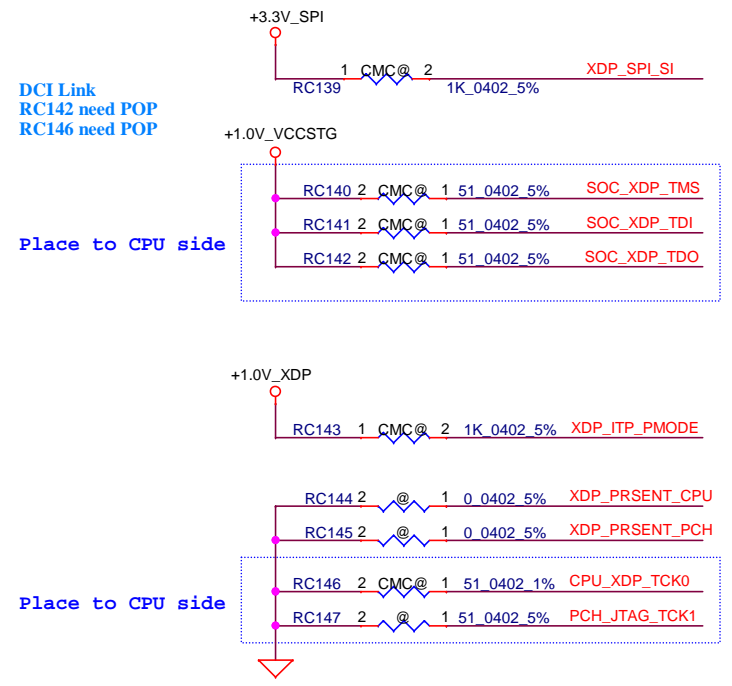 +3.3V_SPI
1 CMC@ 2 XDP_SPI_SI
RC139 1K_0402_5%
DCI Link
RC142 need POP
RC146 need POP
+1.0V_VCCSTG
RC140 2 CMC@ 1 51_0402_5% SOC_XDP_TMS
RC141 2 CMC@ 1 51_0402_5% SOC_XDP_TDI
Place to CPU side
RC142 2 CMC@ 1 51_0402_5% SOC_XDP_TDO
+1.0V_XDP
RC143 1 CMC@ 2 1K_0402_5% XDP_ITP_PMODE
RC144 2 @ 1 0_0402_5% XDP_PRSENT_CPU
RC145 2 @ 1 0_0402_5% XDP_PRSENT_PCH
RC146 2 CMC@ 1 51_0402_1% CPU_XDP_TCK0
Place to CPU side
RC147 2 @ 1 51_0402_5% PCH_JTAG_TCK1